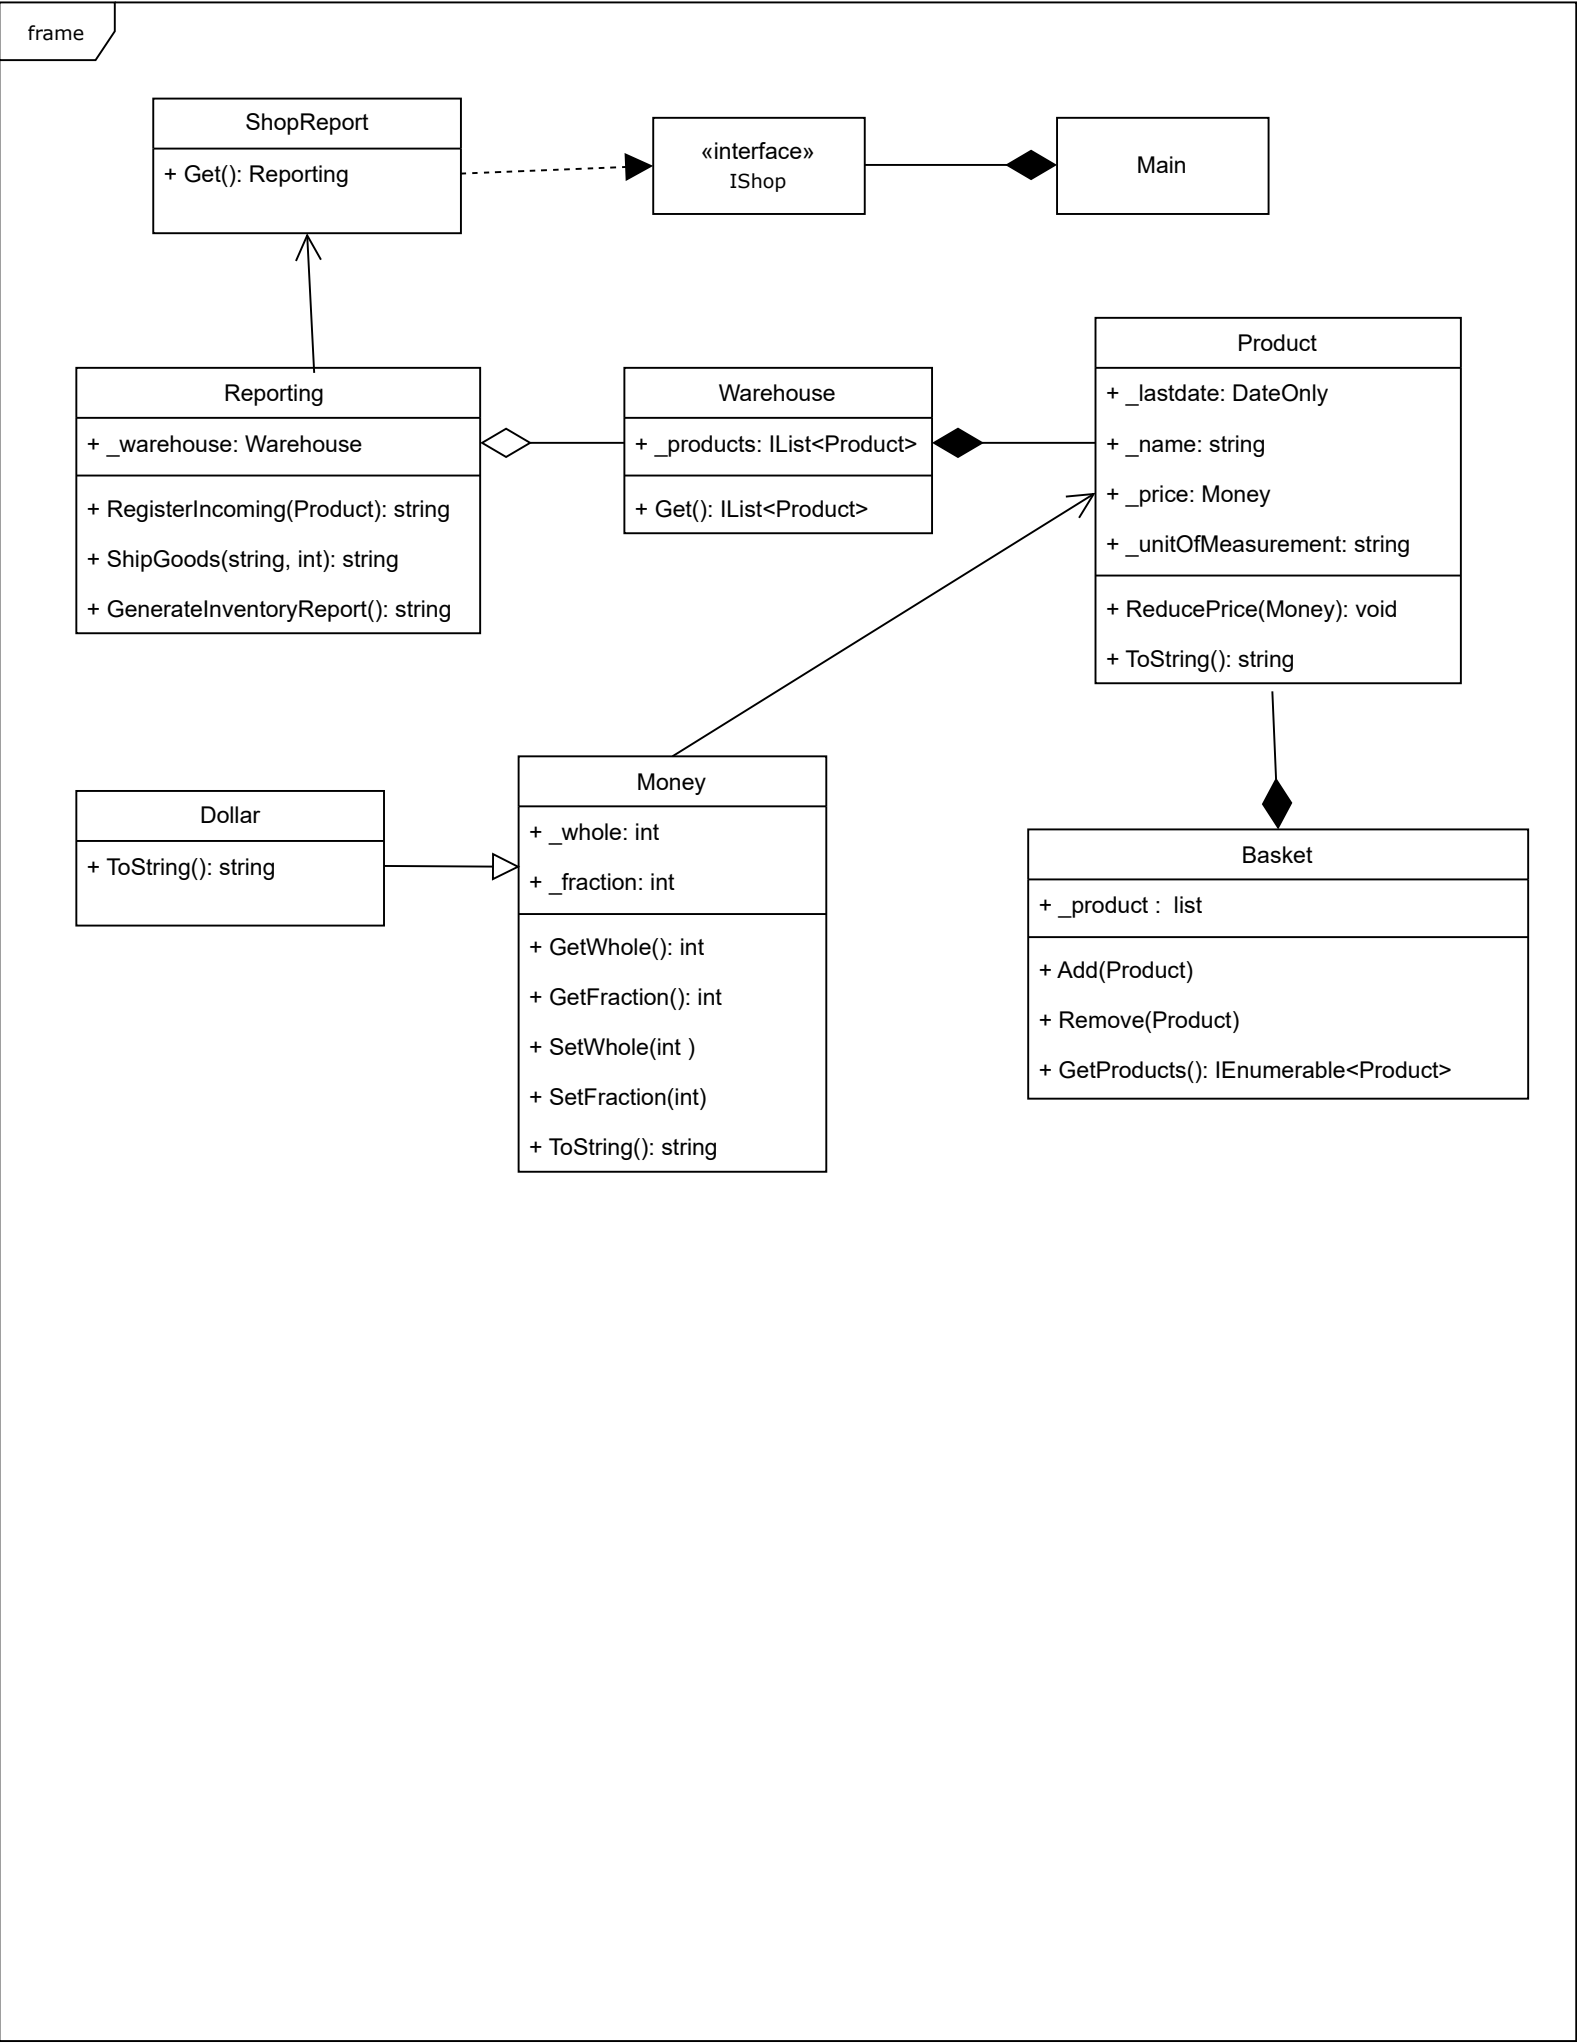 frame
ShopReport
+ Get(): Reporting
«interface»
IShop
Main
Reporting
+ _warehouse: Warehouse
+ RegisterIncoming(Product): string
+ ShipGoods(string, int): string
+ GenerateInventoryReport(): string
Warehouse
+ _products: IList<Product>
+ Get(): IList<Product>
Product
+ _lastdate: DateOnly
+ _name: string
+ _price: Money
+ _unitOfMeasurement: string
+ ReducePrice(Money): void
+ ToString(): string
Dollar
+ ToString(): string
Money
+ _whole: int
+ _fraction: int
+ GetWhole(): int
+ GetFraction(): int
+ SetWhole(int )
+ SetFraction(int)
+ ToString(): string
Basket
+ _product :  list
+ Add(Product)
+ Remove(Product)
+ GetProducts(): IEnumerable<Product>